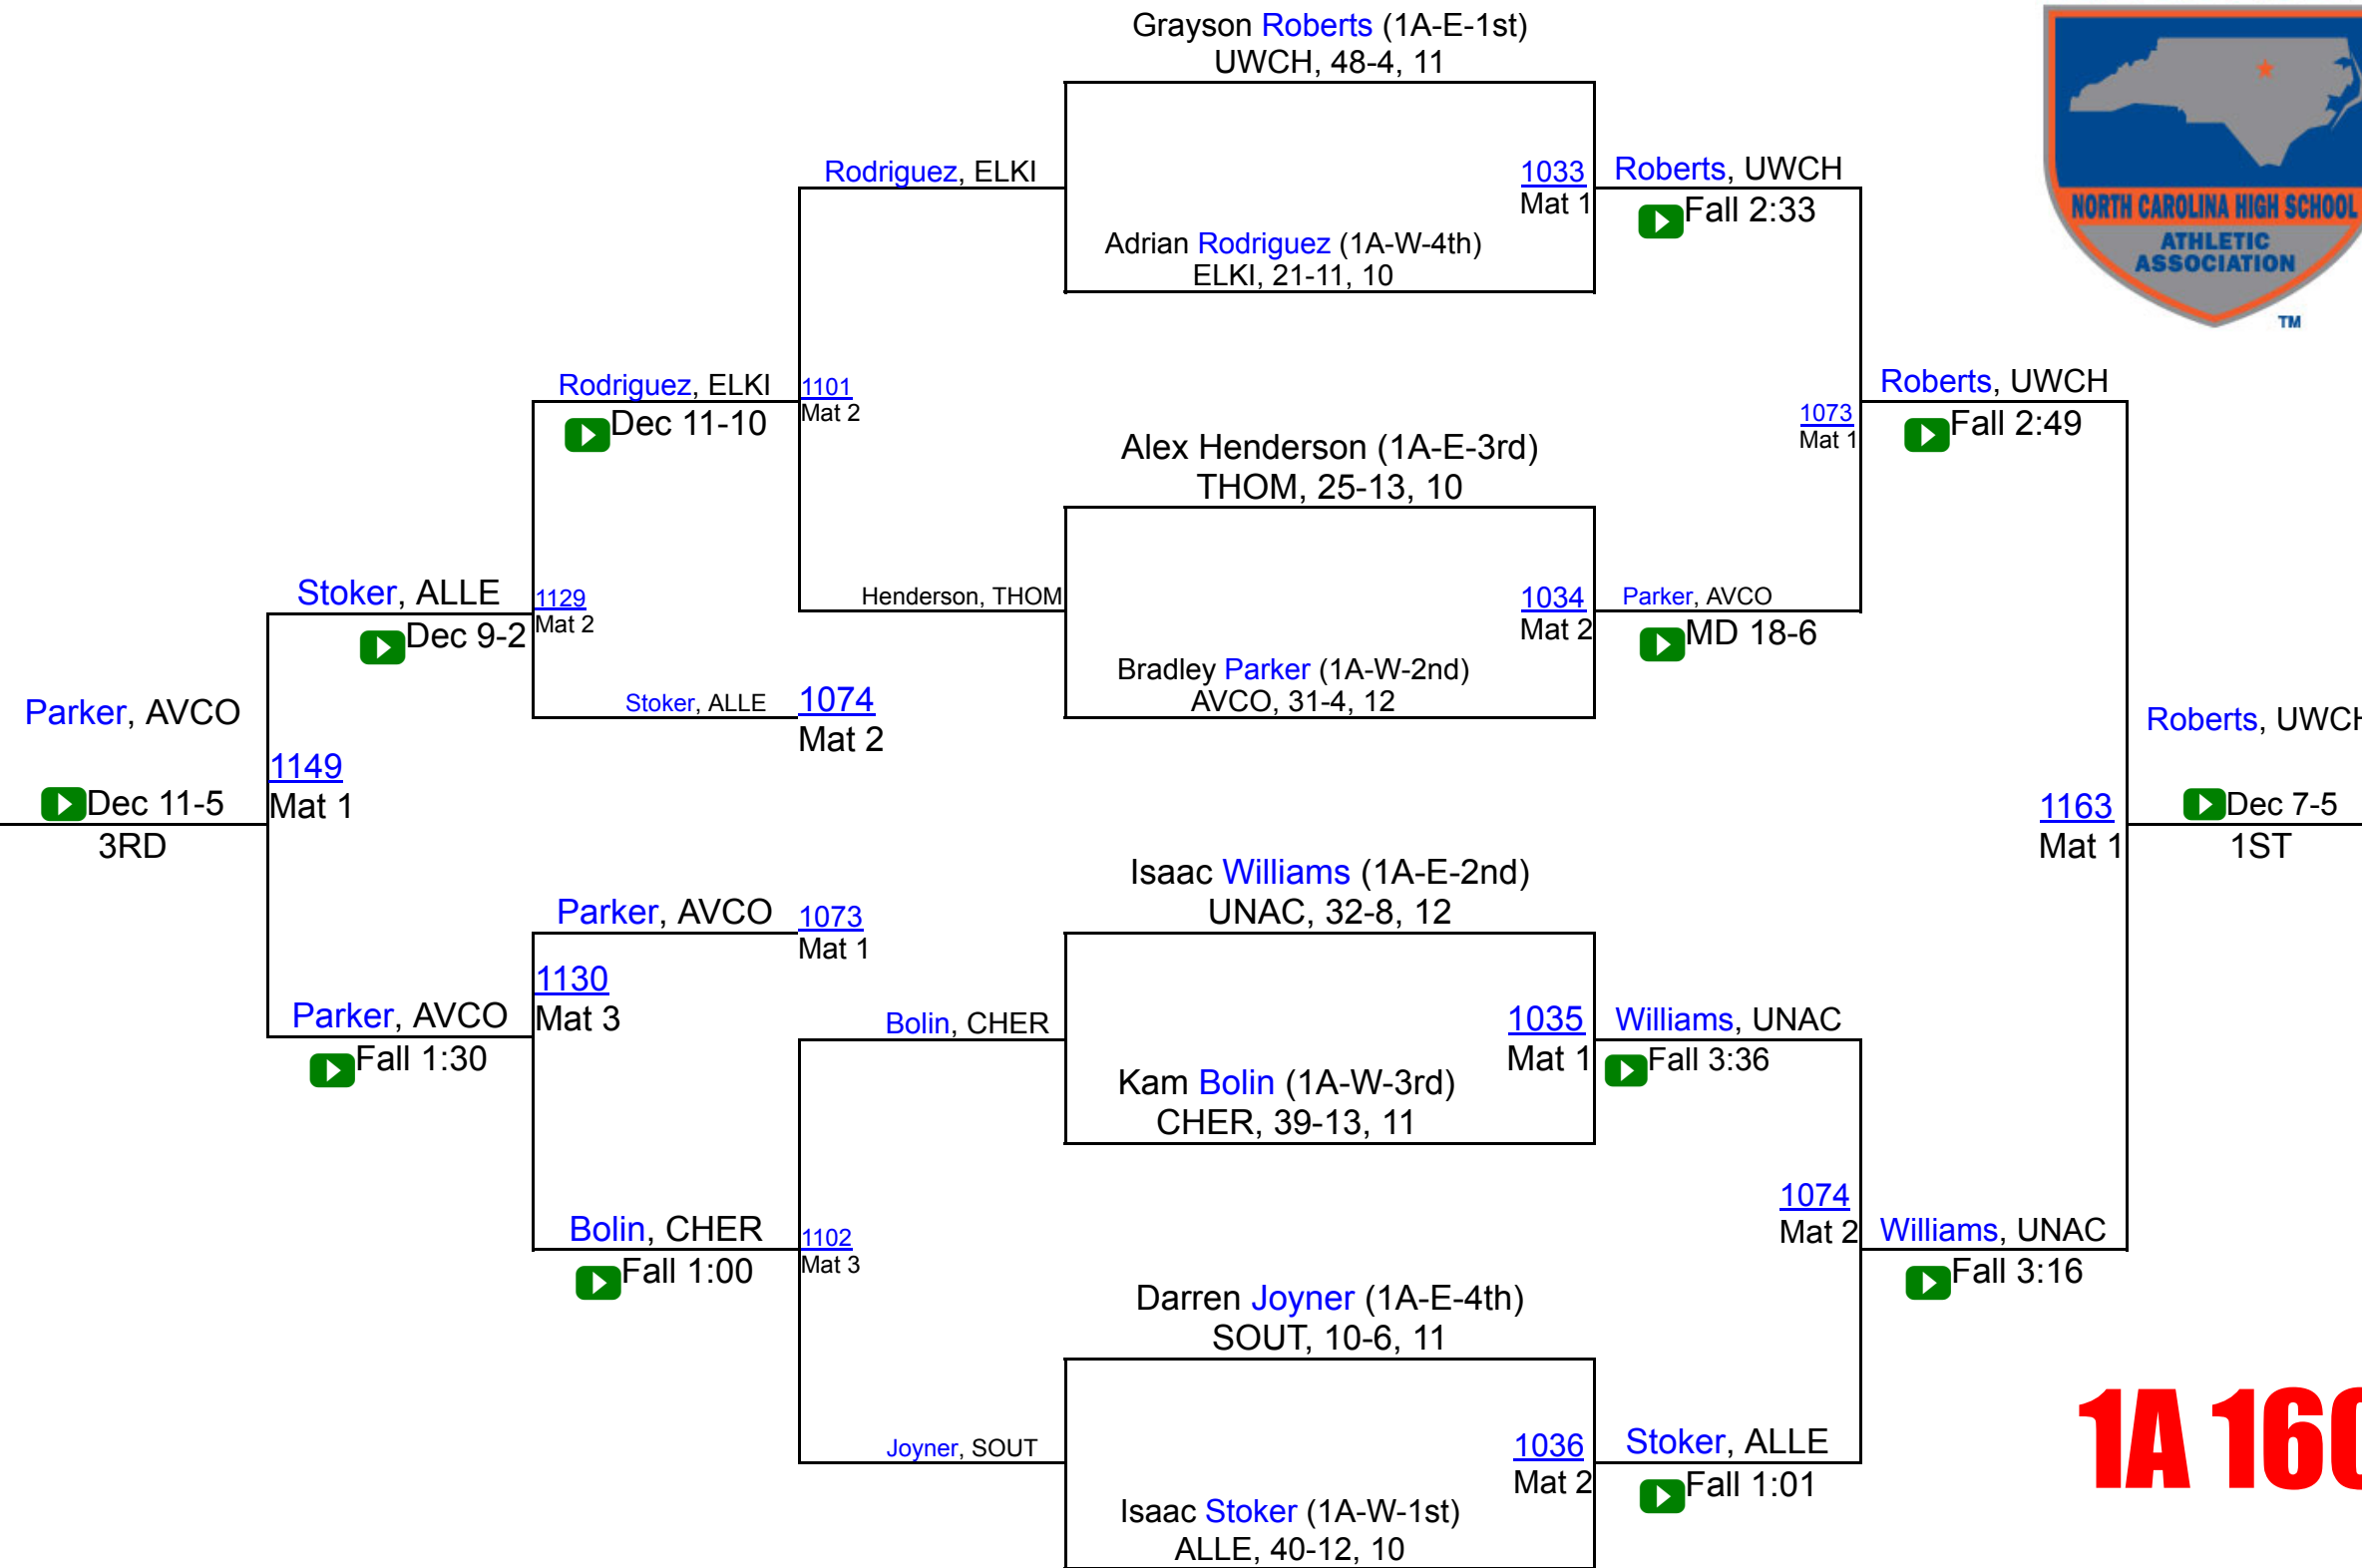 Grayson Roberts (1A-E-1st)
UWCH, 48-4, 11
Rodriguez, ELKI
1033
Mat 1
Roberts, UWCH
Fall 2:33
Adrian Rodriguez (1A-W-4th)
ELKI, 21-11, 10
NORTH CAROLINA HIGH SCHOOL
ATHLETIC
ASSOCIATION
TM
Rodriguez, ELKI
Dec 11-10
1101
Mat 2
1073
Mat 1
Roberts, UWCH
Fall 2:49
Alex Henderson (1A-E-3rd)
THOM, 25-13, 10
Stoker, ALLE
Dec 9-2
1129
Mat 2
Henderson, THOM
1034
Mat 2
Parker, AVCO
MD 18-6
Bradley Parker (1A-W-2nd)
AVCO, 31-4, 12
Stoker, ALLE
1074
Mat 2
Parker, AVCO
Dec 11-5
3RD
1149
Mat 1
Roberts, UWCH
Dec 7-5
1ST
1163
Mat 1
Isaac Williams (1A-E-2nd)
UNAC, 32-8, 12
Parker, AVCO
1073
Mat 1
1130
Mat 3
Parker, AVCO
Fall 1:30
Bolin, CHER
1035
Mat 1
Williams, UNAC
Fall 3:36
Kam Bolin (1A-W-3rd)
CHER, 39-13, 11
Bolin, CHER
Fall 1:00
1102
Mat 3
1074
Mat 2
Williams, UNAC
Fall 3:16
Darren Joyner (1A-E-4th)
SOUT, 10-6, 11
Joyner, SOUT
1036
Mat 2
Stoker, ALLE
Fall 1:01
Isaac Stoker (1A-W-1st)
ALLE, 40-12, 10
1A 160